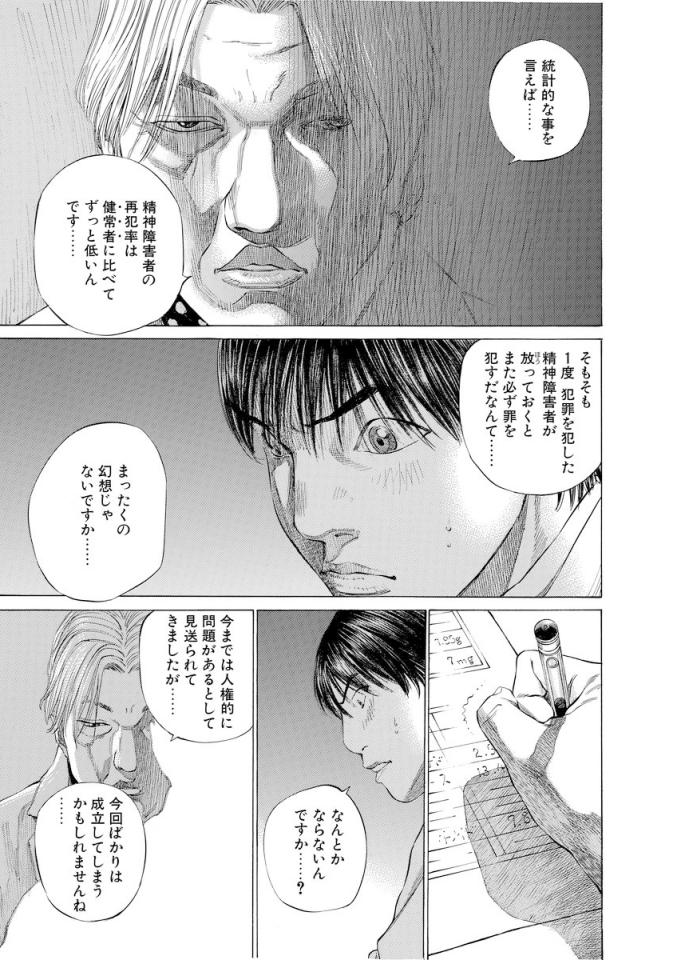 統計的な事を
言えば……
精神障害者の
再犯率は
健常者に比べて
ずっと低いん
です……
そもそも
1度 犯罪を犯した
精神障害者が
放っておくと
また必ず罪を
犯すだなんて……
まったくの
幻想じゃ
ないですか……
7.05g
7mg
なんとか
ならないん
ですか……?
今までは人権的に
問題があるとして
見送られて
きましたが……
今回ばかりは
成立してしまう
かもしれませんね
……